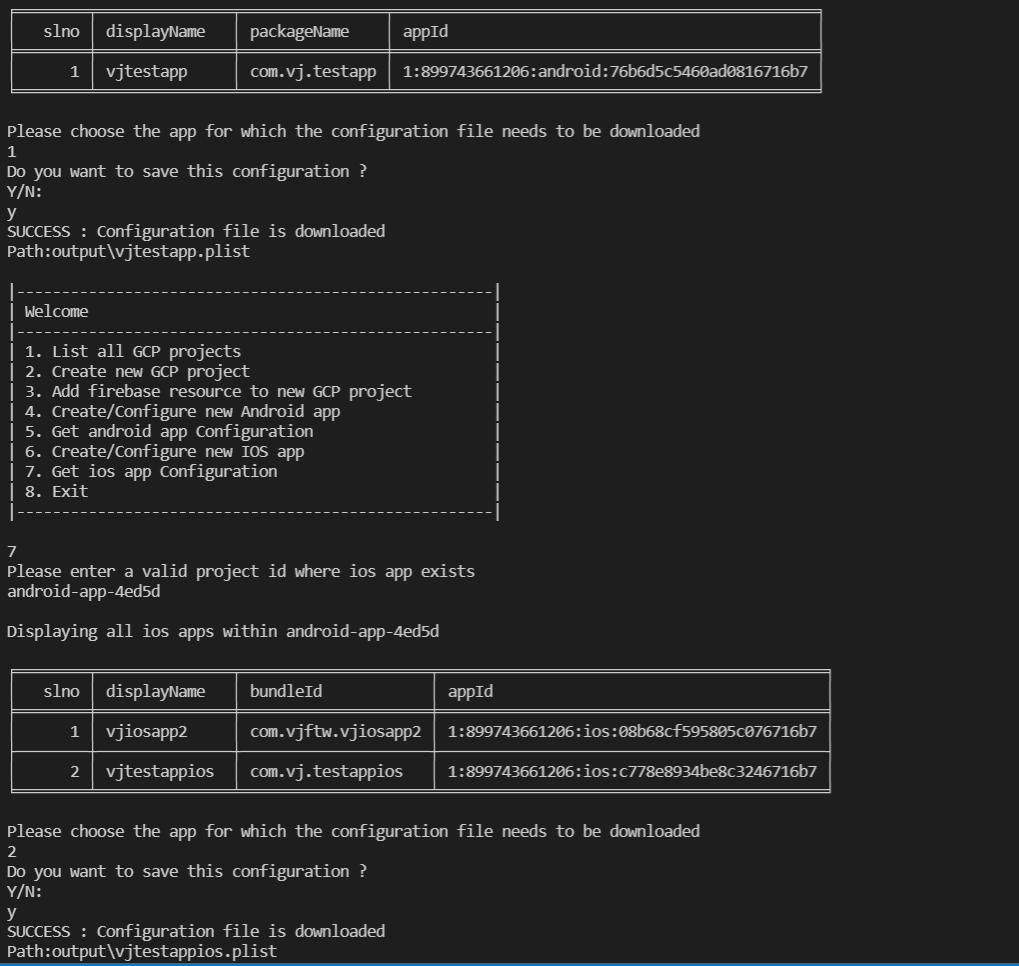 slno displayName packageName appId
1 vjtestapp com.vj.testapp 1:899743661206:android:76b6d5c5460ad0816716b7
Please choose the app for which the configuration file needs to be downloaded
1
Do you want to save this configuration ?
Y/N:
y
SUCCESS : Configuration file is downloaded
Path:output\vjtestapp.plist
|-----------------------------------------------------|
| Welcome |
|-----------------------------------------------------|
| 1. List all GCP projects |
| 2. Create new GCP project |
| 3. Add firebase resource to new GCP project |
| 4. Create/Configure new Android app |
| 5. Get android app Configuration |
| 6. Create/Configure new IOS app |
| 7. Get ios app Configuration |
| 8. Exit |
|-----------------------------------------------------|
7
Please enter a valid project id where ios app exists
android-app-4ed5d
Displaying all ios apps within android-app-4ed5d
slno displayName bundleId appId
1 vjiosapp2 com.vjftw.vjiosapp2 1:899743661206:ios:08b68cf595805c076716b7
2 vjtestappios com.vj.testappios 1:899743661206:ios:c778e8934be8c3246716b7
Please choose the app for which the configuration file needs to be downloaded
2
Do you want to save this configuration ?
Y/N:
y
SUCCESS : Configuration file is downloaded
Path:output\vjtestappios.plist